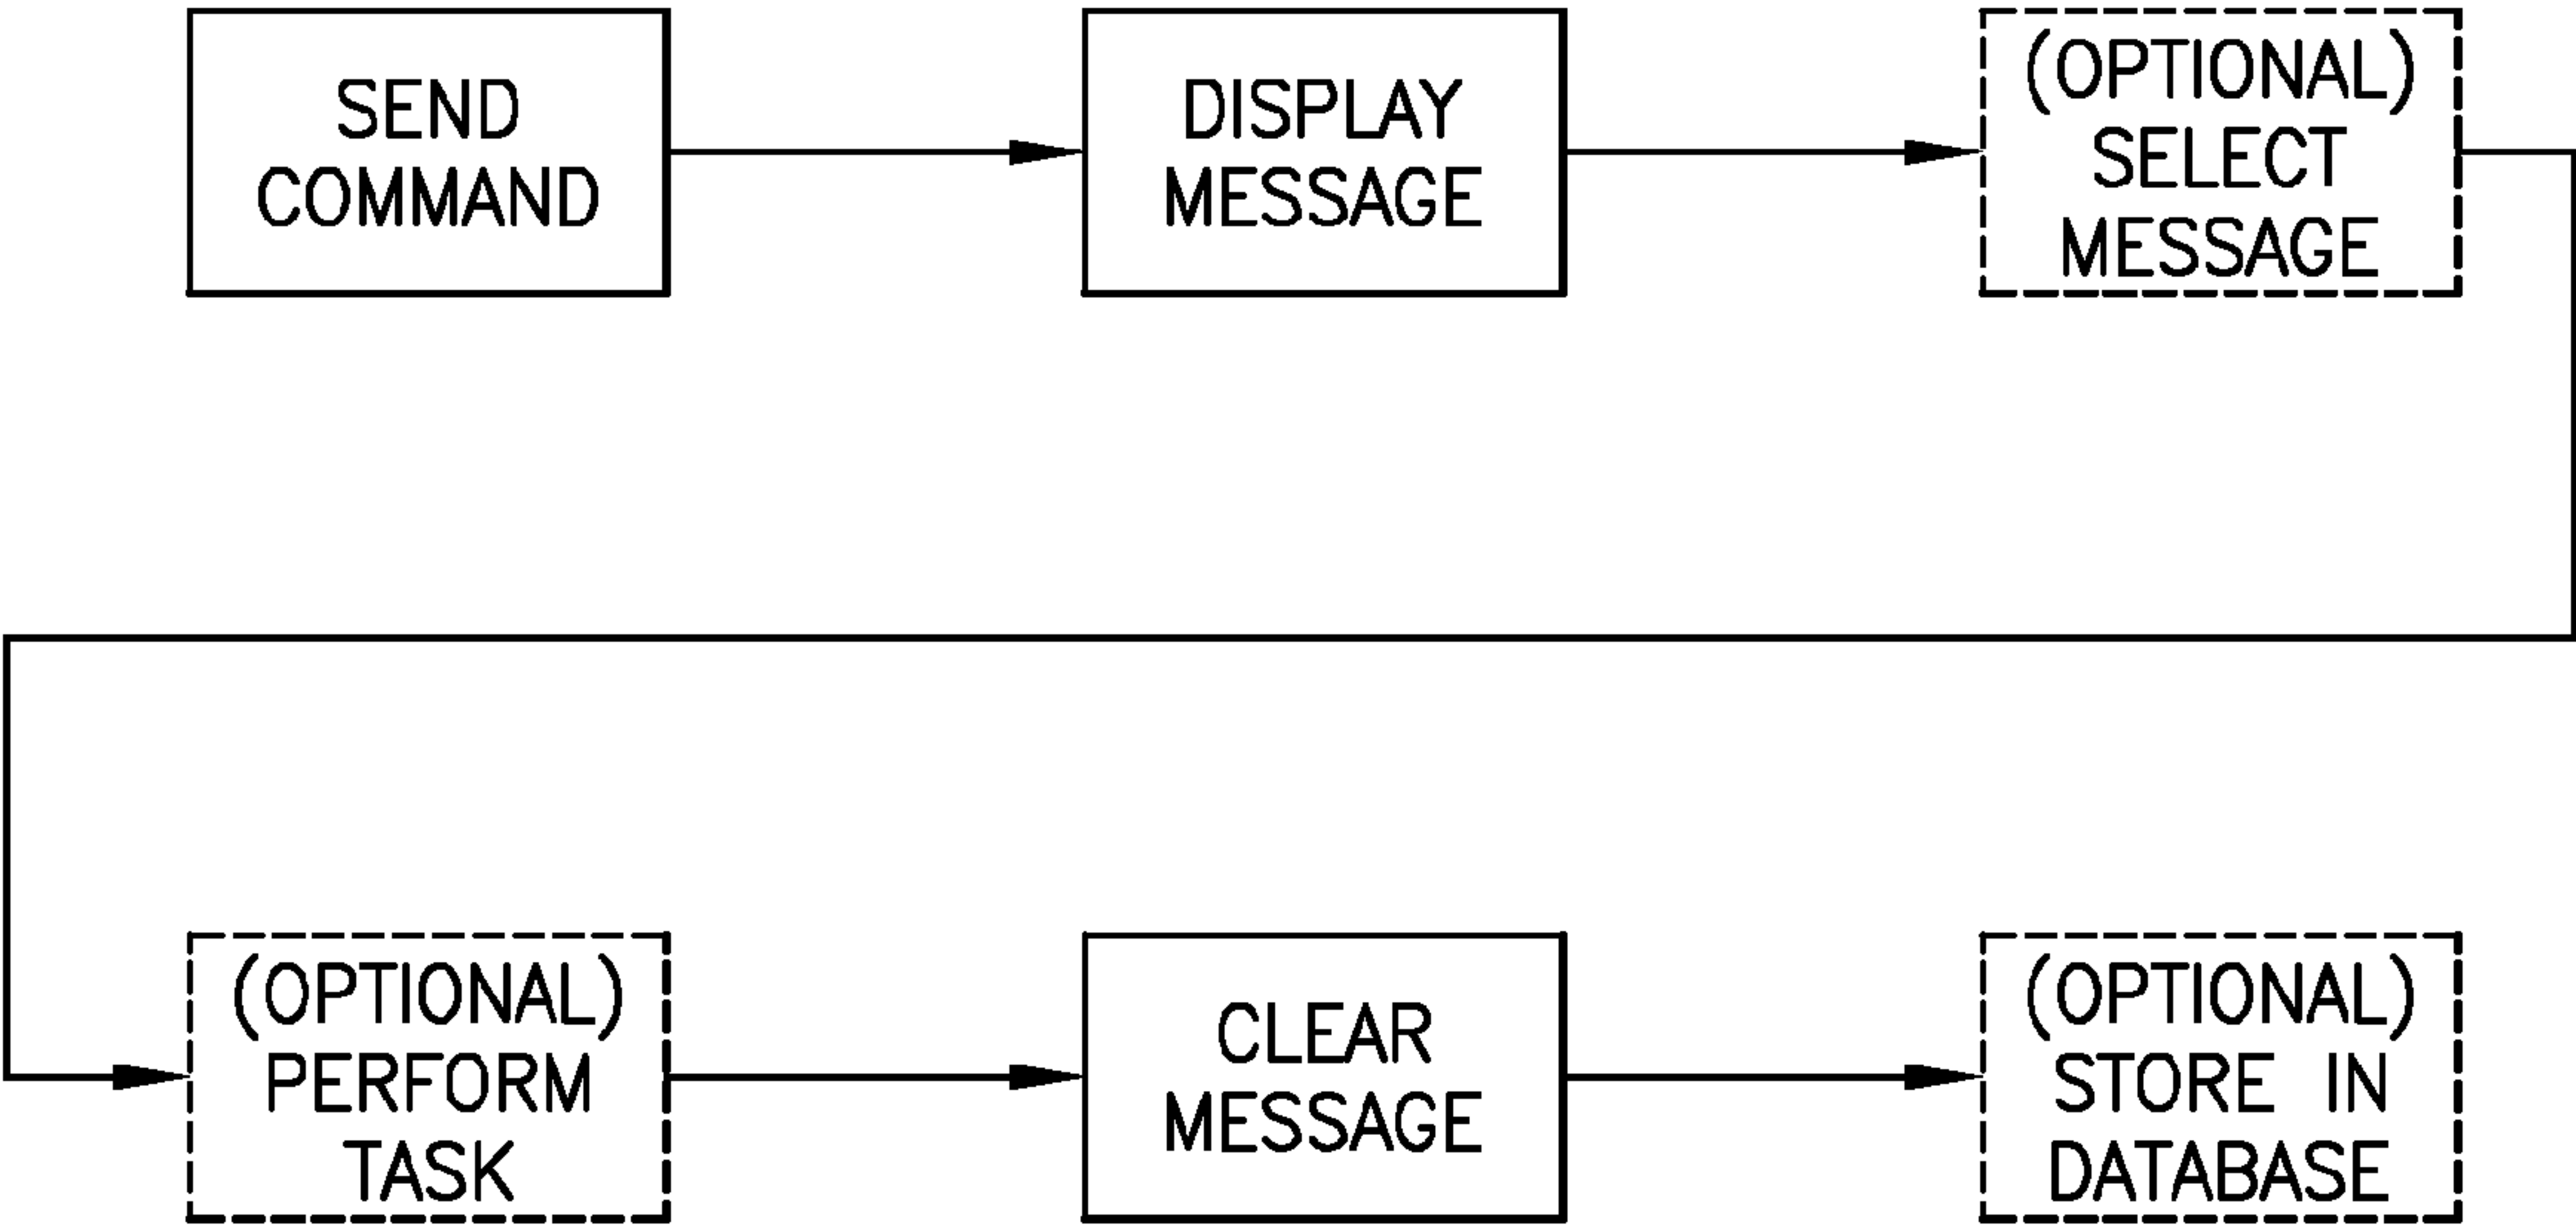 SEND
COMMAND
DISPLAY
MESSAGE
(OPTIONAL)
SELECT
MESSAGE
(OPTIONAL)
PERFORM
TASK
CLEAR
MESSAGE
(OPTIONAL)
STORE IN
DATABASE